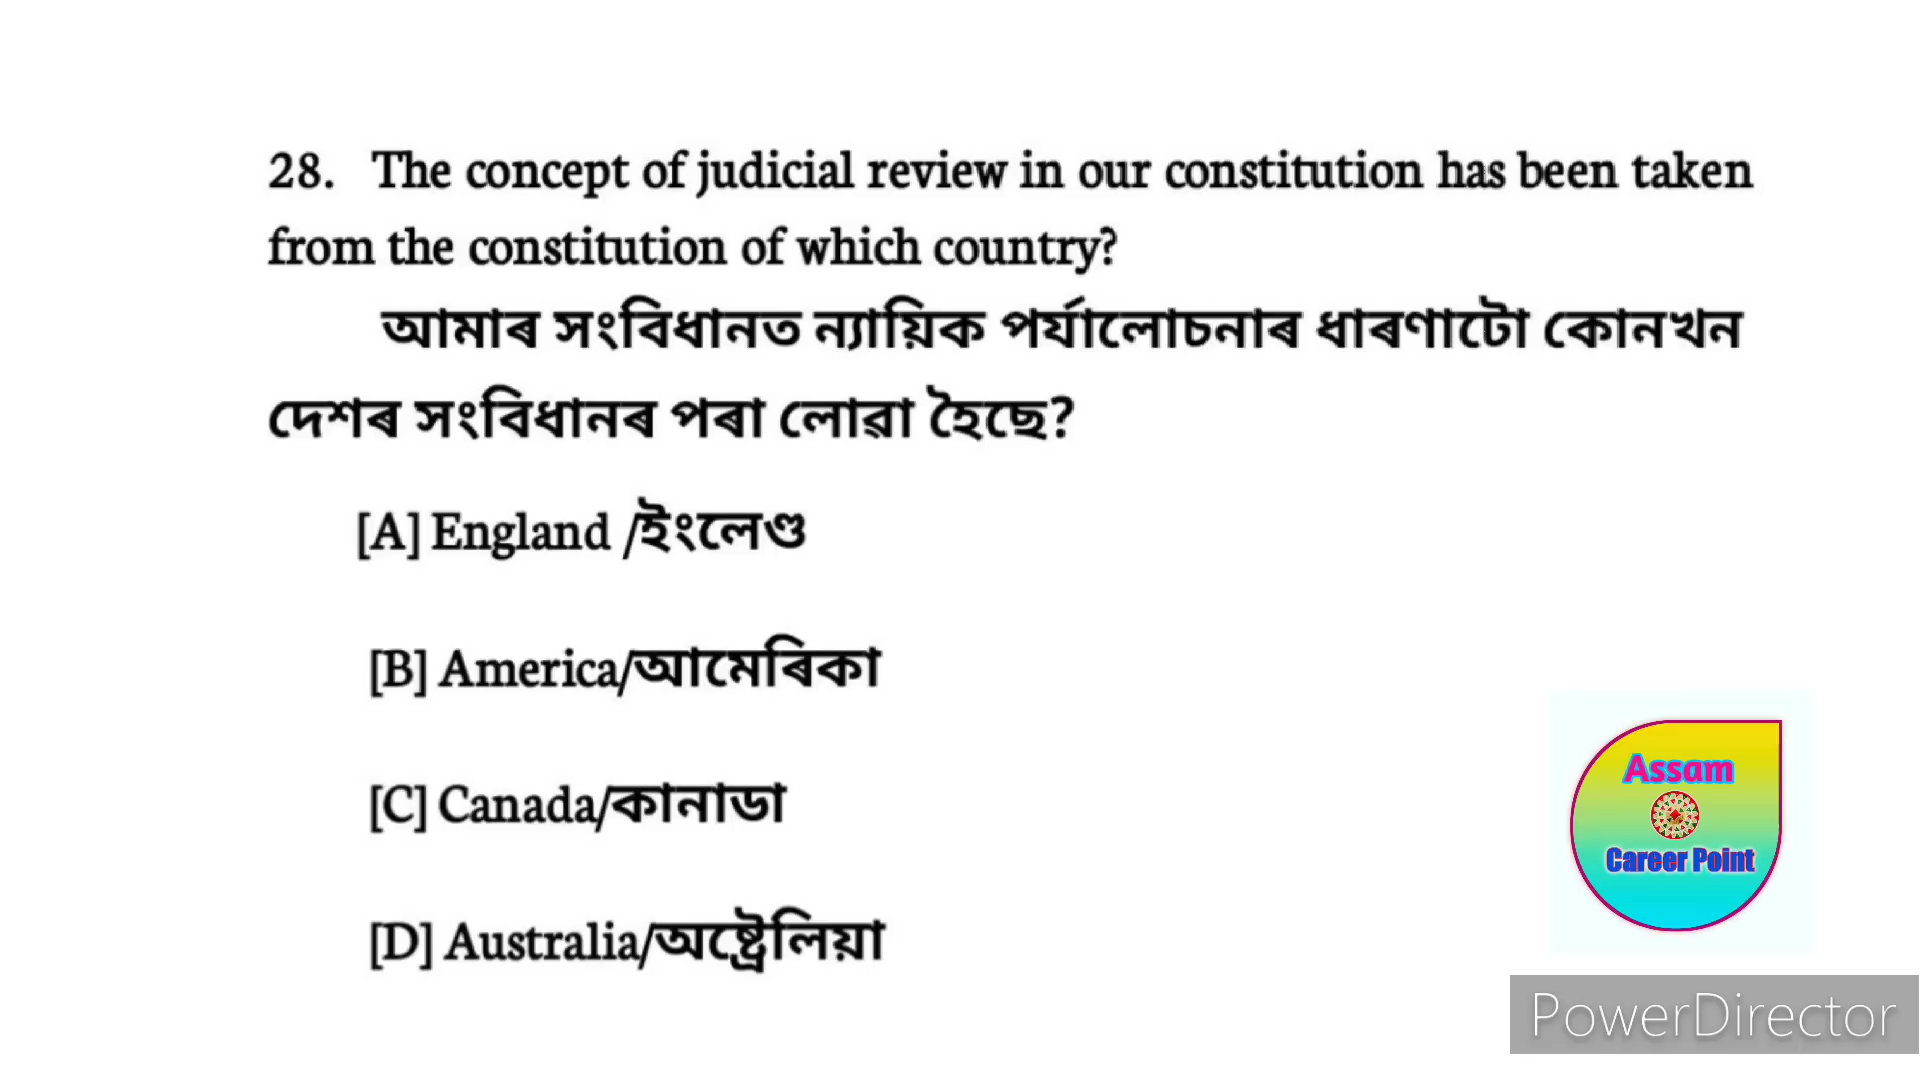 28. The concept of judicial review in our constitution has been taken
from the constitution of which country?
আমাৰ সংবিধানত ন্যায়িক পৰ্যালোচনাৰ ধাৰণাটো কোনখন
দেশৰ সংবিধানৰ পৰা লোৱা হৈছে?
[A] England /ইংলেণ্ড
[B] America/আমেৰিকা
[C] Canada/কানাডা
[D] Australia/অষ্ট্ৰেলিয়া
Assam
Career Point
PowerDirector